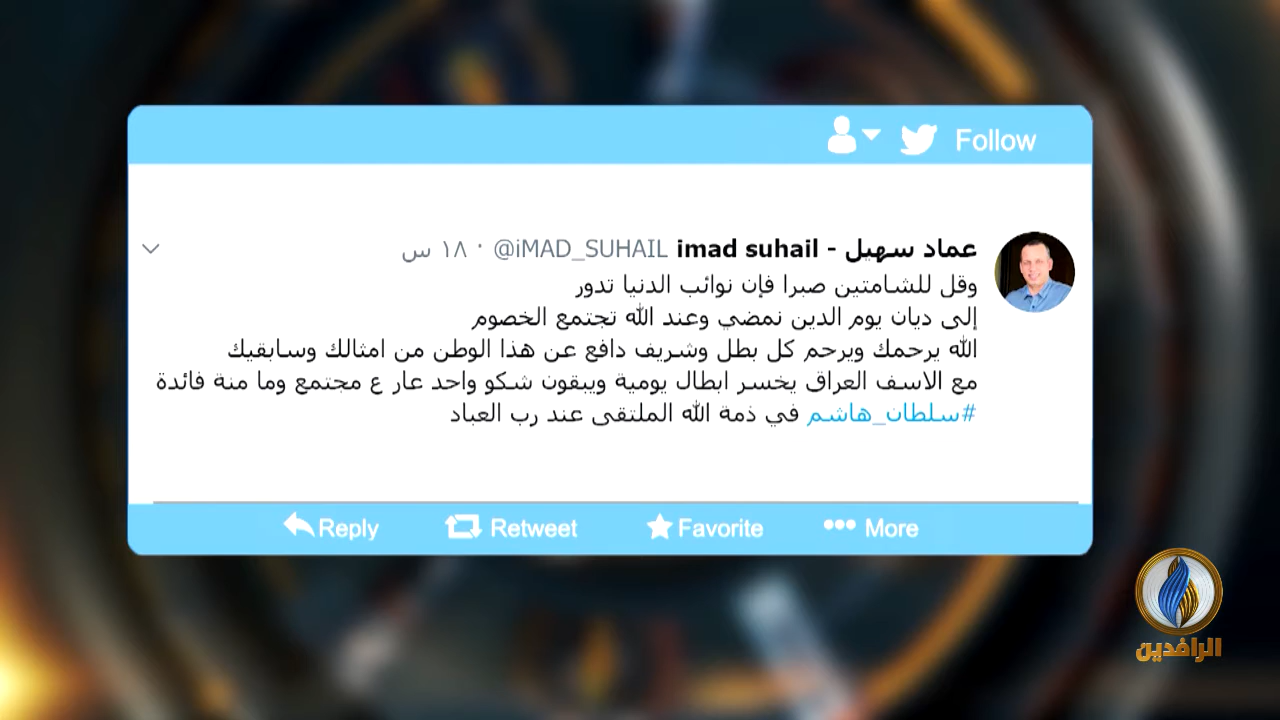 Follow
عماد سهيل - imad suhail @iMAD_SUHAIL · ١٨ س
وقل للشامتين صبرا فإن نوائب الدنيا تدور
إلى ديان يوم الدين نمضي وعند الله تجتمع الخصوم
الله يرحمك ويرحم كل بطل وشريف دافع عن هذا الوطن من امثالك وسابقيك
مع الاسف العراق يخسر ابطال يومية ويبقون شكو واحد عار ع مجتمع وما منة فائدة
#سلطان_هاشم في ذمة الله الملتقى عند رب العباد
Reply Retweet Favorite More
الرافدين